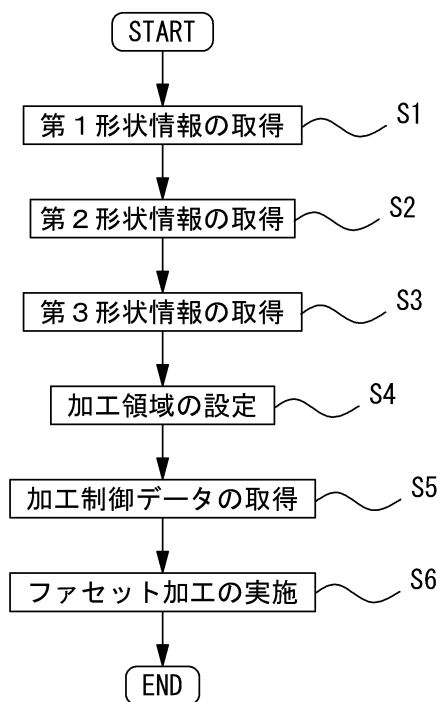 START
第１形状情報の取得
S1
第２形状情報の取得
S2
第３形状情報の取得
S3
加工領域の設定
S4
加工制御データの取得
S5
ファセット加工の実施
S6
END